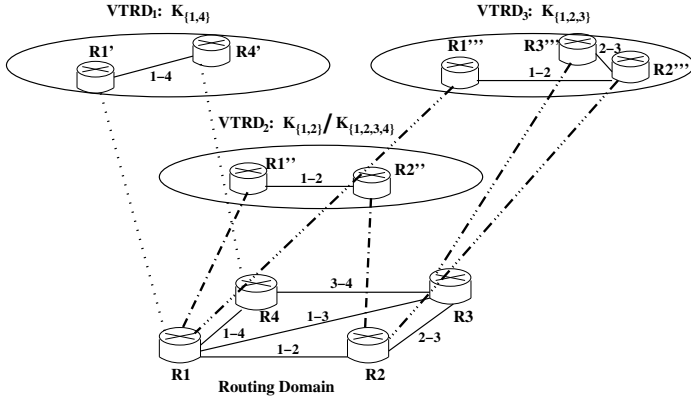 VTRD₁: K{1,4}
VTRD₃: K{1,2,3}
R1'
R4'
1–4
R1'''
R3'''
2–3
R2'''
1–2
VTRD₂: K{1,2}/K{1,2,3,4}
R1''
R2''
1–2
R4
3–4
R3
1–3
1–4
2–3
1–2
R1
R2
Routing Domain